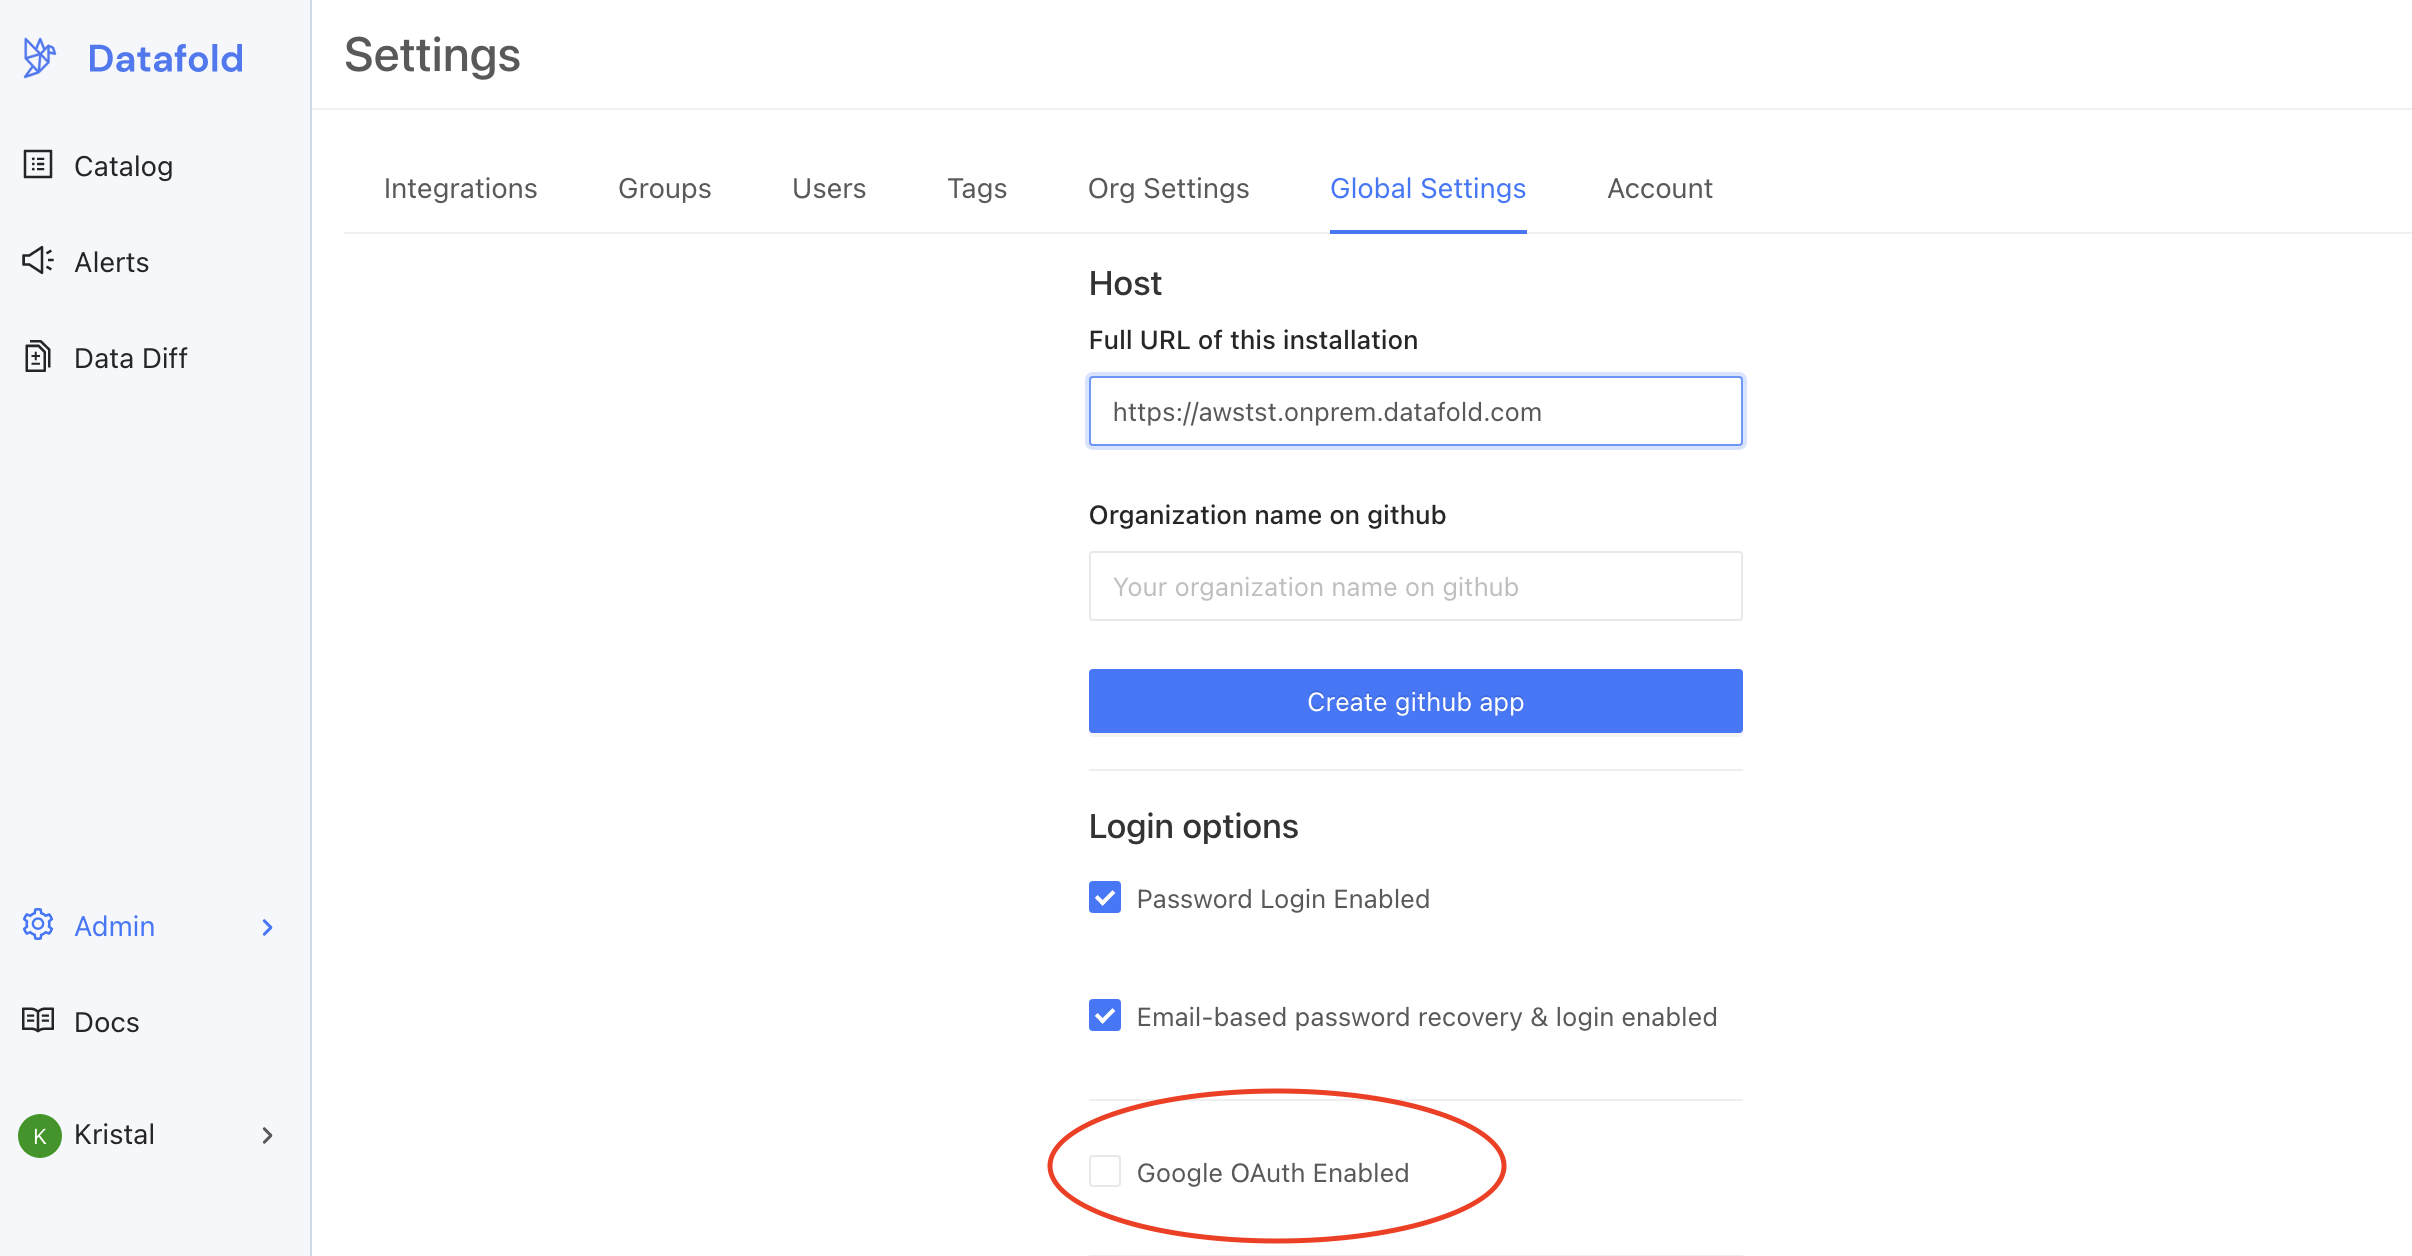 Datafold
Settings
Catalog
Alerts
Data Diff
Integrations Groups Users Tags Org Settings Global Settings Account
Host
Full URL of this installation
https://awstst.onprem.datafold.com
Organization name on github
Your organization name on github
Create github app
Login options
Password Login Enabled
Email-based password recovery & login enabled
Google OAuth Enabled
Admin
Docs
K Kristal